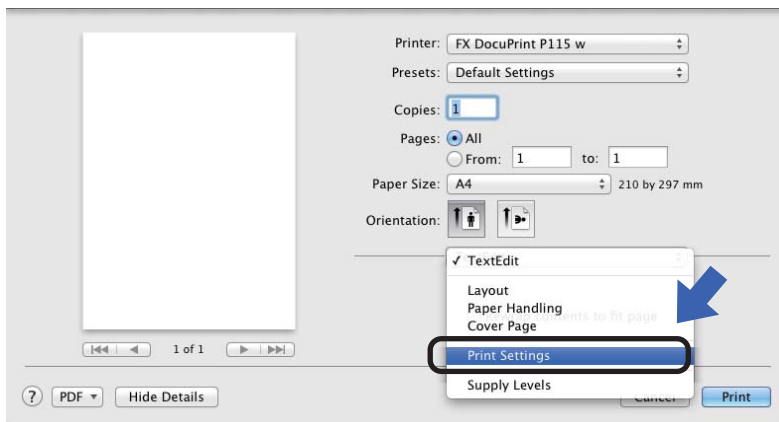 Printer: FX DocuPrint P115 w
Presets: Default Settings
Copies: 1
Pages: All
From: 1 to: 1
Paper Size: A4 210 by 297 mm
Orientation:
✓ TextEdit
Layout
Paper Handling
Cover Page
Print Settings
Supply Levels
1 of 1
? PDF Hide Details Cancel Print